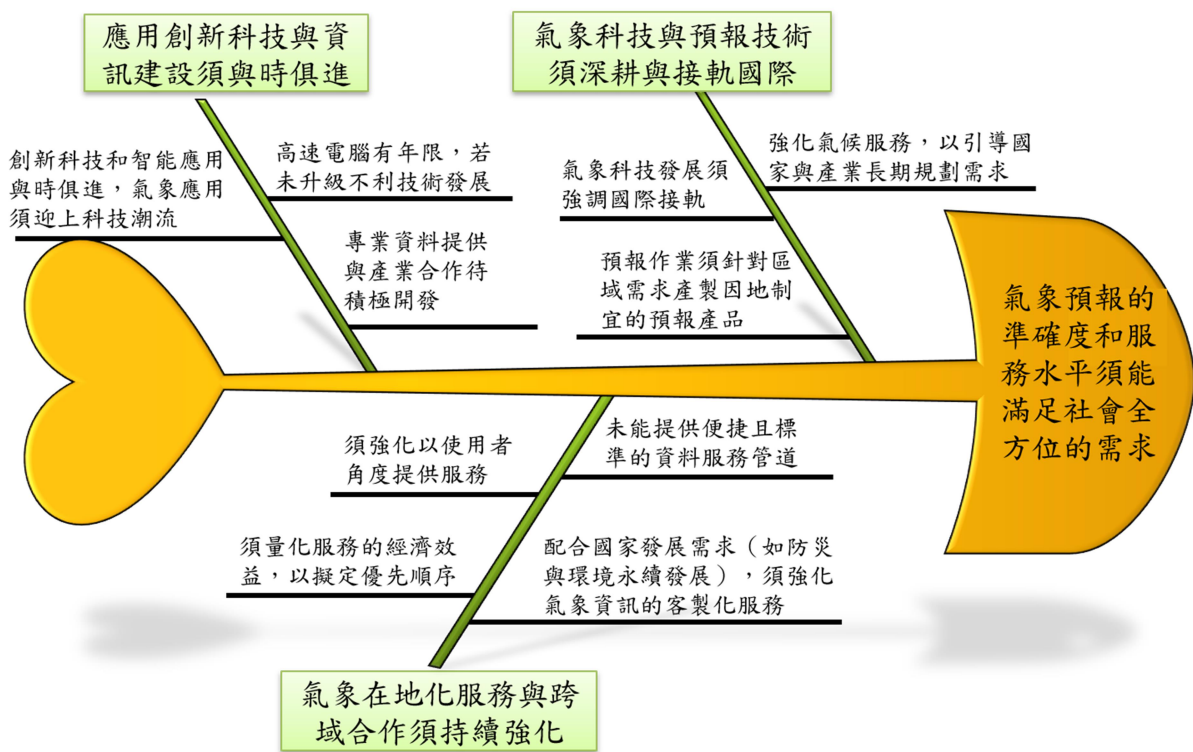 應用創新科技與資
訊建設須與時俱進
氣象科技與預報技術
須深耕與接軌國際
創新科技和智能應用
與時俱進，氣象應用
須迎上科技潮流
高速電腦有年限，若
未升級不利技術發展
專業資料提供
與產業合作待
積極開發
氣象科技發展須
強調國際接軌
強化氣候服務，以引導國
家與產業長期規劃需求
預報作業須針對區
域需求產製因地制
宜的預報產品
氣象預報的
準確度和服
務水平須能
滿足社會全
方位的需求
須強化以使用者
角度提供服務
未能提供便捷且標
準的資料服務管道
須量化服務的經濟效
益，以擬定優先順序
配合國家發展需求（如防災
與環境永續發展），須強化
氣象資訊的客製化服務
氣象在地化服務與跨
域合作須持續強化